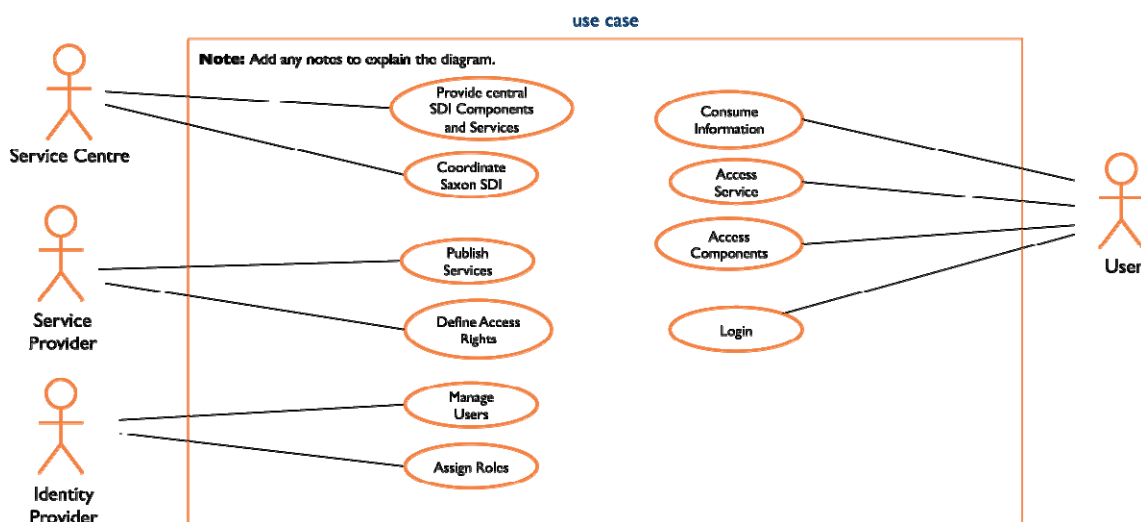 use case
Note: Add any notes to explain the diagram.
Service Centre
Provide central
SDI Components
and Services
Coordinate
Saxon SDI
Service
Provider
Publish
Services
Define Access
Rights
Identity
Provider
Manage
Users
Assign Roles
Consume
Information
Access
Service
Access
Components
Login
User